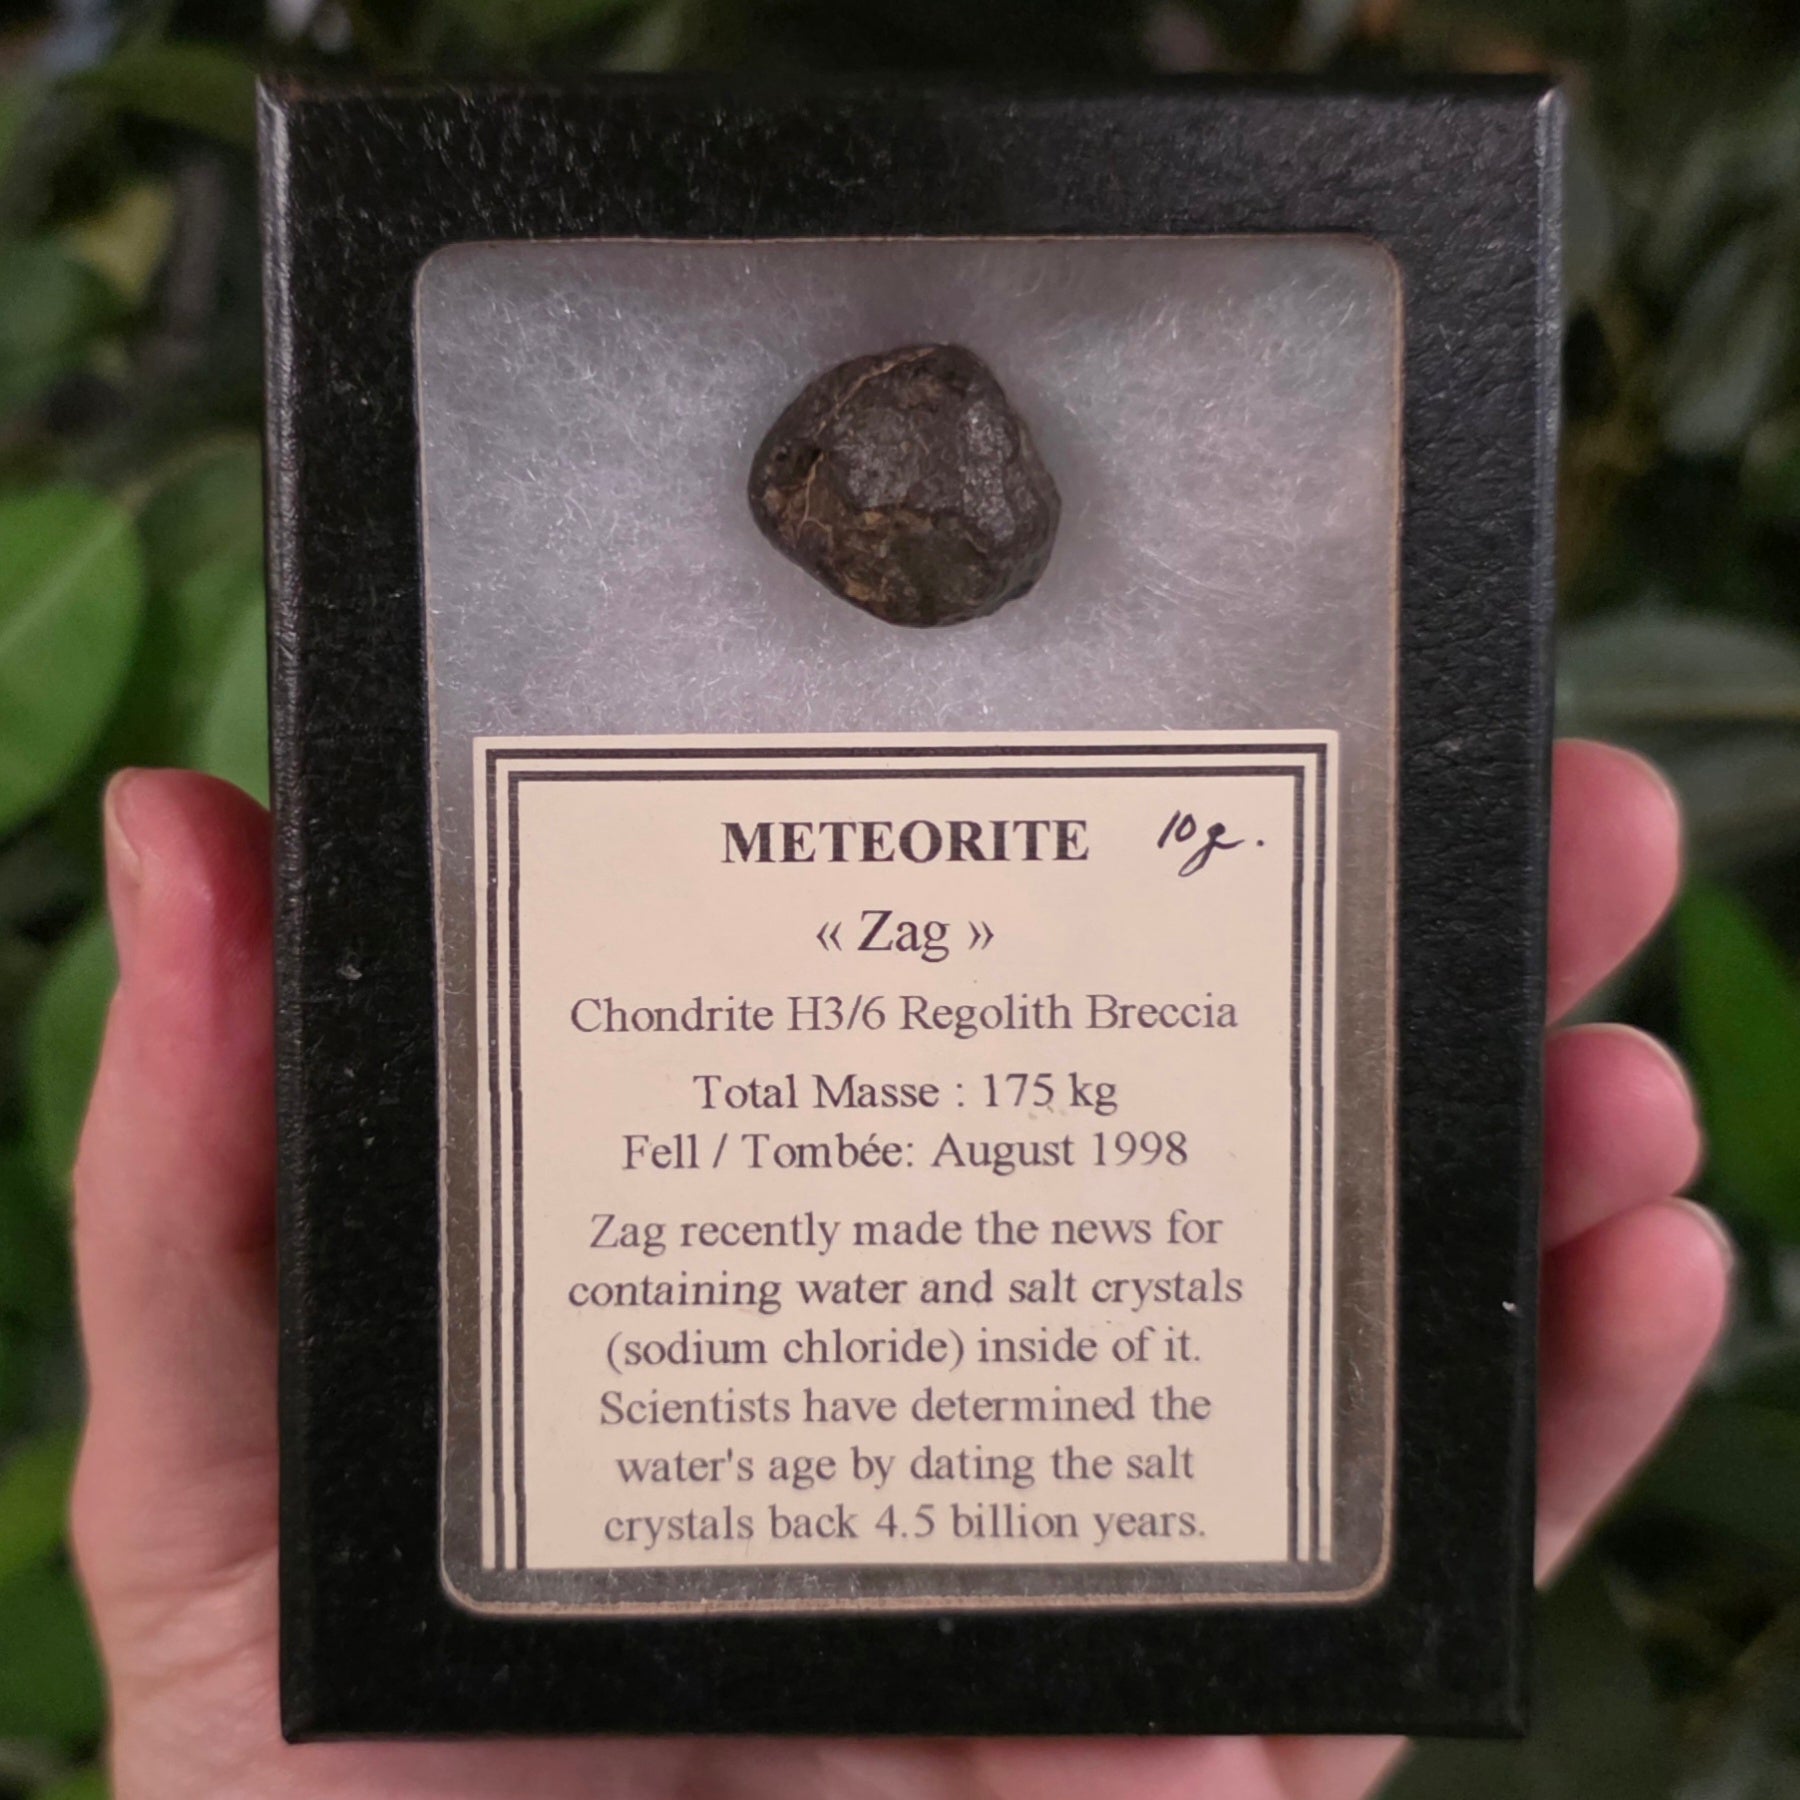 METEORITE 10g.
« Zag »
Chondrite H3/6 Regolith Breccia
Total Masse : 175 kg
Fell / Tombée: August 1998
Zag recently made the news for
containing water and salt crystals
(sodium chloride) inside of it.
Scientists have determined the
water's age by dating the salt
crystals back 4.5 billion years.